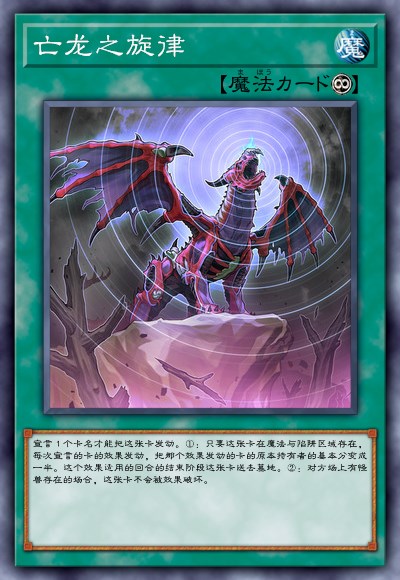 亡龙之旋律
魔
【魔法カード】
まほう
宣言1个卡名才能把这张卡发动。①：只要这张卡在魔法与陷阱区域存在，
每次宣言的卡的效果发动，把那个效果发动的卡的原本持有者的基本分变成
一半。这个效果适用的回合的结束阶段这张卡送去墓地。②：对方场上有怪
兽存在的场合，这张卡不会被效果破坏。